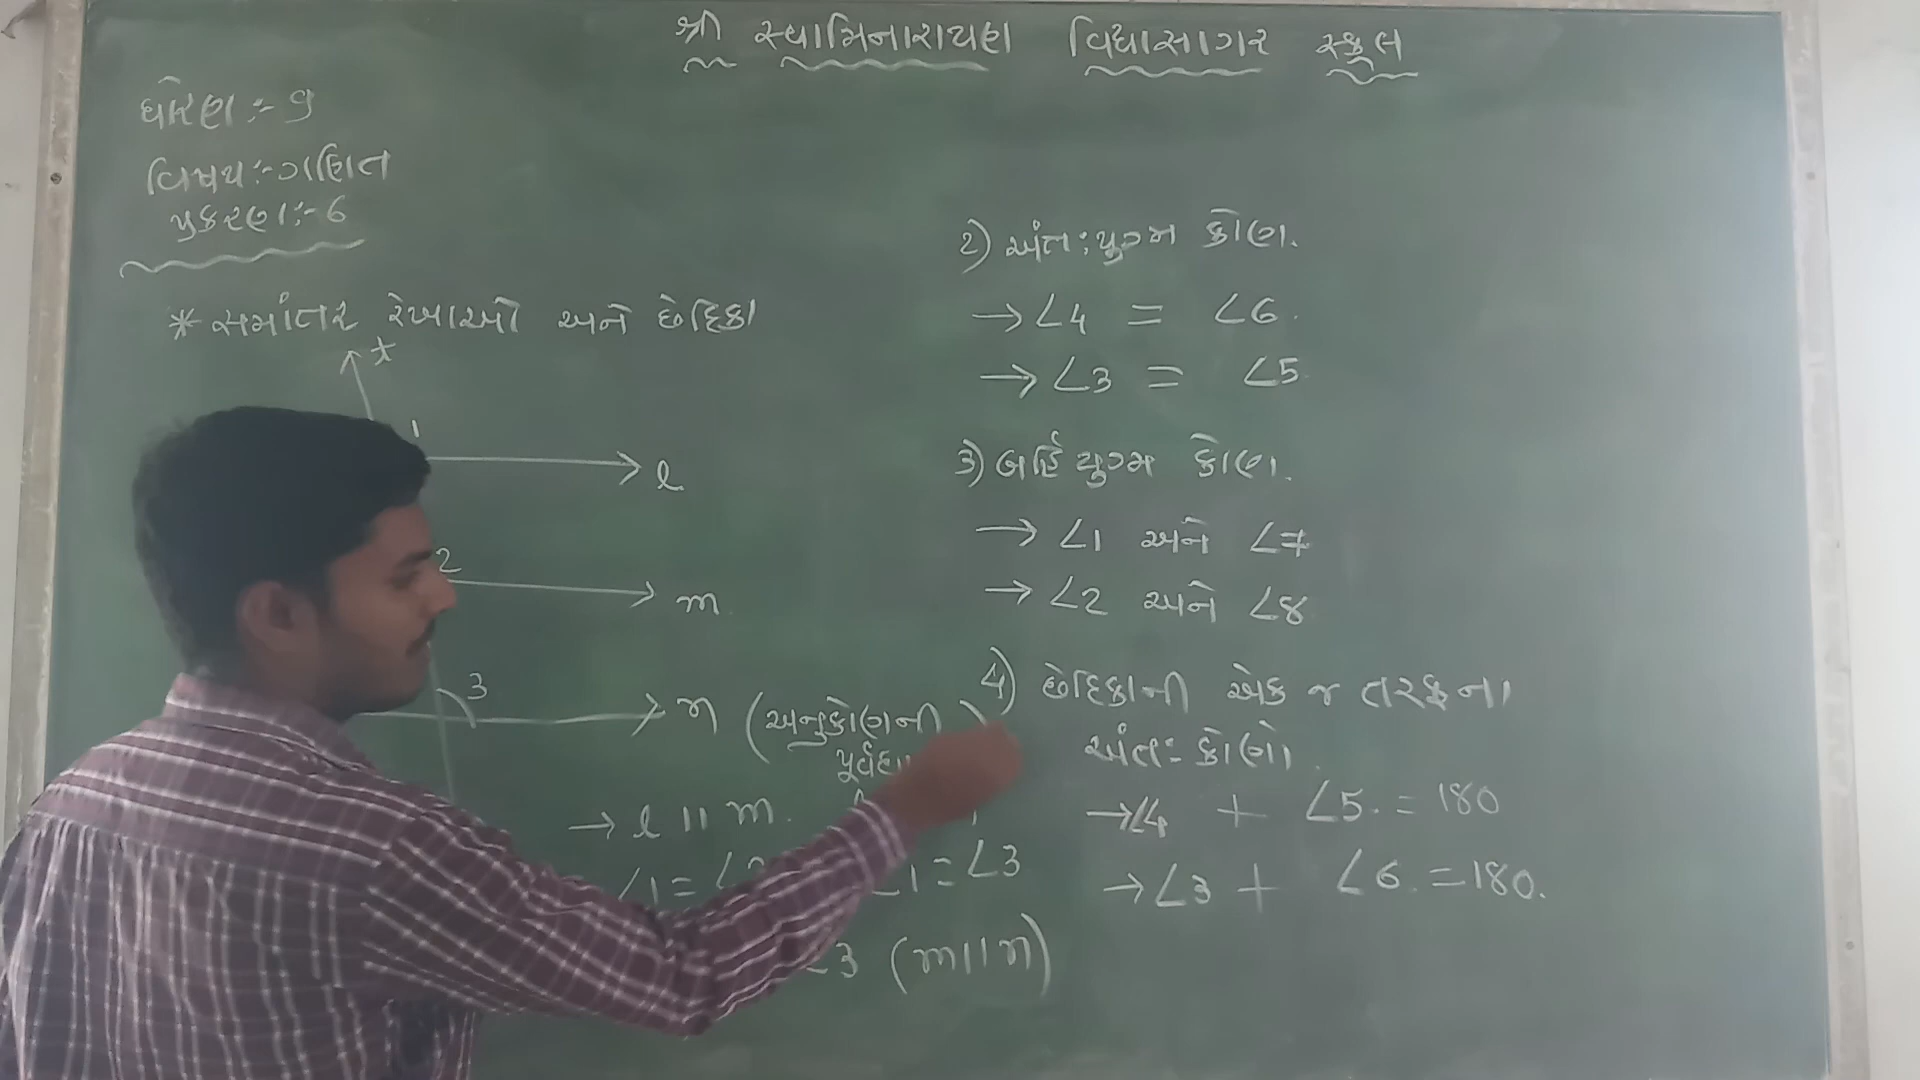 શ્રી સ્વામિનારાયણ વિદ્યાસાગર સ્કુલ
ધોરણ :- 9
વિષય :- ગણિત
પ્રકરણ :- 6
* સમાંતર રેખાઓ અને છેદિકા
t
1
l
2
m
3
n (અનુકોણની
પૂર્વધા
→ l || m.
∠1 = ∠2
∠1 = ∠3
∠3 (m || n)
2) અંત:યુગ્મ કોણ.
→ ∠4 = ∠6.
→ ∠3 = ∠5
3) બહિ યુગ્મ કોણ.
→ ∠1 અને ∠7
→ ∠2 અને ∠8
4) છેદિકાની એક જ તરફના
અંત: કોણો.
→ ∠4 + ∠5. = 180
→ ∠3 + ∠6. = 180.